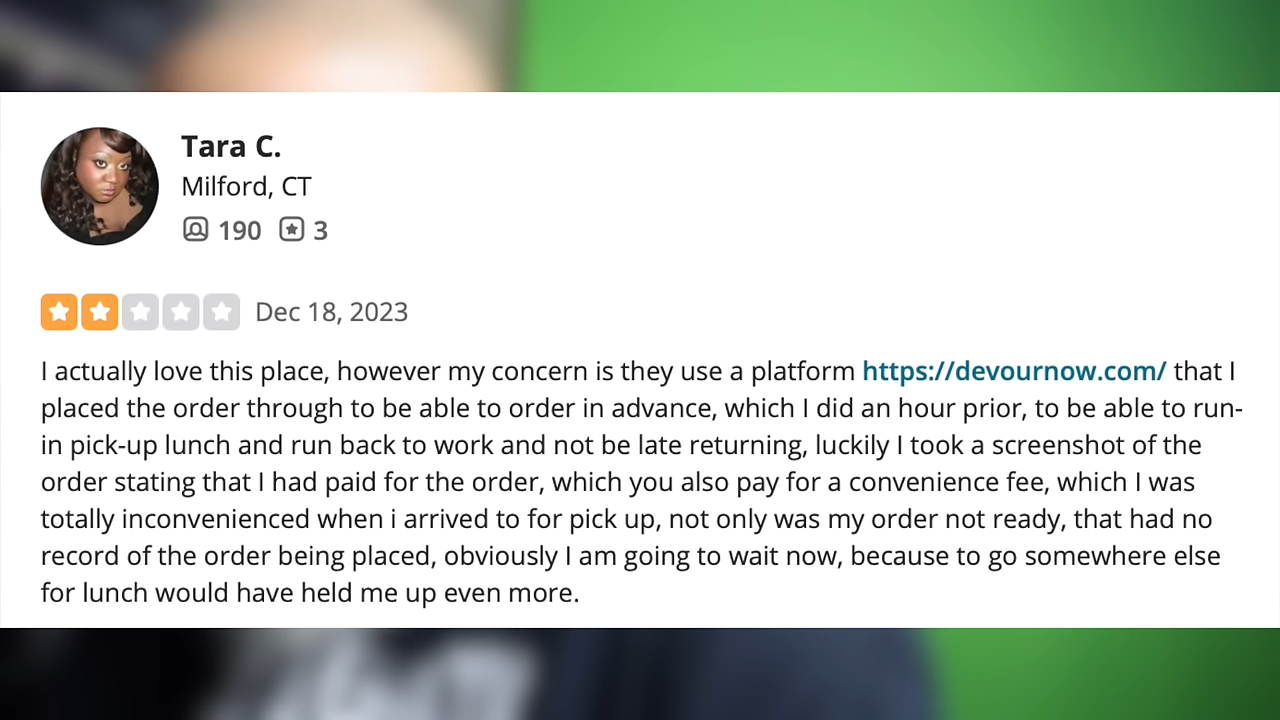 Tara C.
Milford, CT
190 3
Dec 18, 2023
I actually love this place, however my concern is they use a platform https://devournow.com/ that I
placed the order through to be able to order in advance, which I did an hour prior, to be able to run-
in pick-up lunch and run back to work and not be late returning, luckily I took a screenshot of the
order stating that I had paid for the order, which you also pay for a convenience fee, which I was
totally inconvenienced when i arrived to for pick up, not only was my order not ready, that had no
record of the order being placed, obviously I am going to wait now, because to go somewhere else
for lunch would have held me up even more.